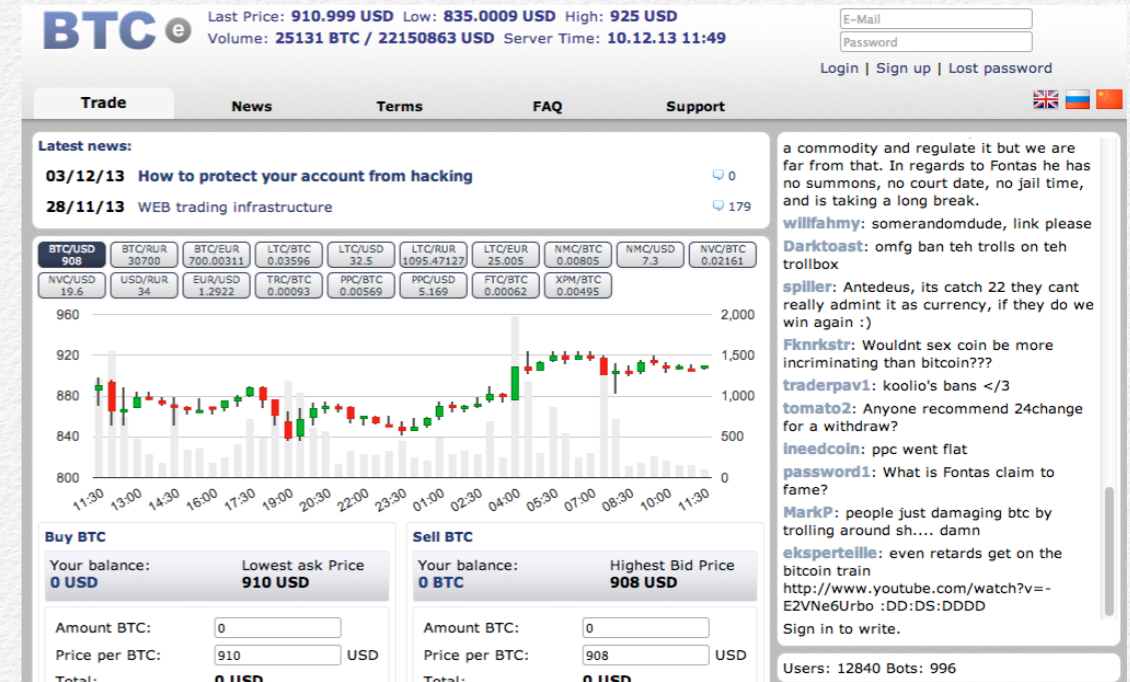 BTC e
Last Price: 910.999 USD Low: 835.0009 USD High: 925 USD
Volume: 25131 BTC / 22150863 USD Server Time: 10.12.13 11:49
E-Mail
Password
Login | Sign up | Lost password
Trade News Terms FAQ Support
Latest news:
03/12/13 How to protect your account from hacking 0
28/11/13 WEB trading infrastructure 179
BTC/USD BTC/RUR BTC/EUR LTC/BTC LTC/USD LTC/RUR LTC/EUR NMC/BTC NMC/USD NVC/BTC
908 30700 700.00311 0.03596 32.5 1095.47127 25.005 0.00805 7.3 0.02161
NVC/USD USD/RUR EUR/USD TRC/BTC PPC/BTC PPC/USD FTC/BTC XPM/BTC
19.6 34 1.2922 0.00093 0.00569 5.169 0.00062 0.00495
960 2,000
920 1,500
880 1,000
840 500
800 0
11:30 13:00 14:30 16:00 17:30 19:00 20:30 22:00 23:30 01:00 02:30 04:00 05:30 07:00 08:30 10:00 11:30
Buy BTC
Your balance: Lowest ask Price
0 USD 910 USD
Amount BTC: 0
Price per BTC: 910 USD
Total: 0 USD
Sell BTC
Your balance: Highest Bid Price
0 BTC 908 USD
Amount BTC: 0
Price per BTC: 908 USD
Total: 0 USD
a commodity and regulate it but we are
far from that. In regards to Fontas he has
no summons, no court date, no jail time,
and is taking a long break.
willfahmy: somerandomdude, link please
Darktoast: omfg ban teh trolls on teh
trollbox
spiller: Antedeus, its catch 22 they cant
really admint it as currency, if they do we
win again :)
Fknrkstr: Wouldnt sex coin be more
incriminating than bitcoin???
traderpav1: koolio's bans </3
tomato2: Anyone recommend 24change
for a withdraw?
ineedcoin: ppc went flat
password1: What is Fontas claim to
fame?
MarkP: people just damaging btc by
trolling around sh.... damn
eksperteille: even retards get on the
bitcoin train
http://www.youtube.com/watch?v=-
E2VNe6Urbo :DD:DS:DDDD
Sign in to write.
Users: 12840 Bots: 996